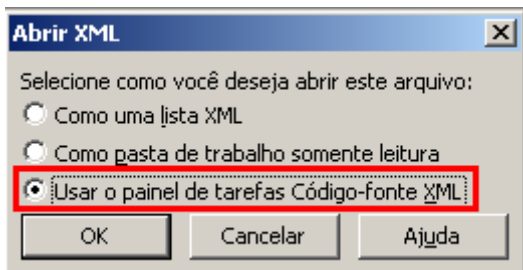 Abrir XML
Selecione como você deseja abrir este arquivo:
Como uma lista XML
Como pasta de trabalho somente leitura
Usar o painel de tarefas Código-fonte XML
OK Cancelar Ajuda